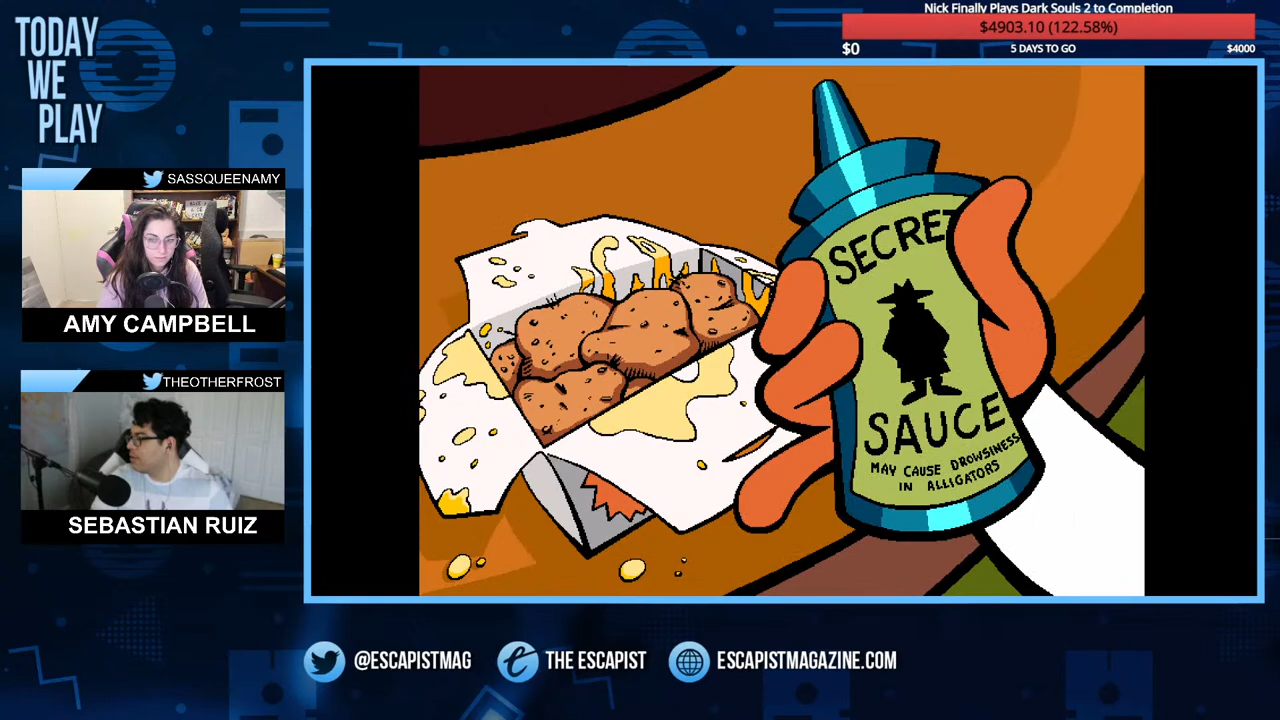 TODAY
WE
PLAY
Nick Finally Plays Dark Souls 2 to Completion
$4903.10 (122.58%)
$0
5 DAYS TO GO
$4000
SASSQUEENAMY
AMY CAMPBELL
THEOTHERFROST
SEBASTIAN RUIZ
SECRET
SAUCE
MAY CAUSE DROWSINESS
IN ALLIGATORS
@ESCAPISTMAG
THE ESCAPIST
ESCAPISTMAGAZINE.COM